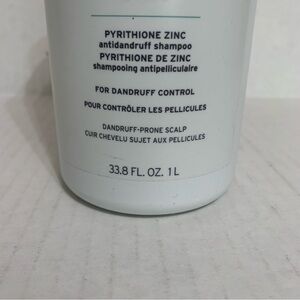 PYRITHIONE ZINC
antidandruff shampoo
PYRITHIONE DE ZINC
shampooing antipelliculaire
FOR DANDRUFF CONTROL
POUR CONTRÔLER LES PELLICULES
DANDRUFF-PRONE SCALP
CUIR CHEVELU SUJET AUX PELLICULES
33.8 FL. OZ. 1 L